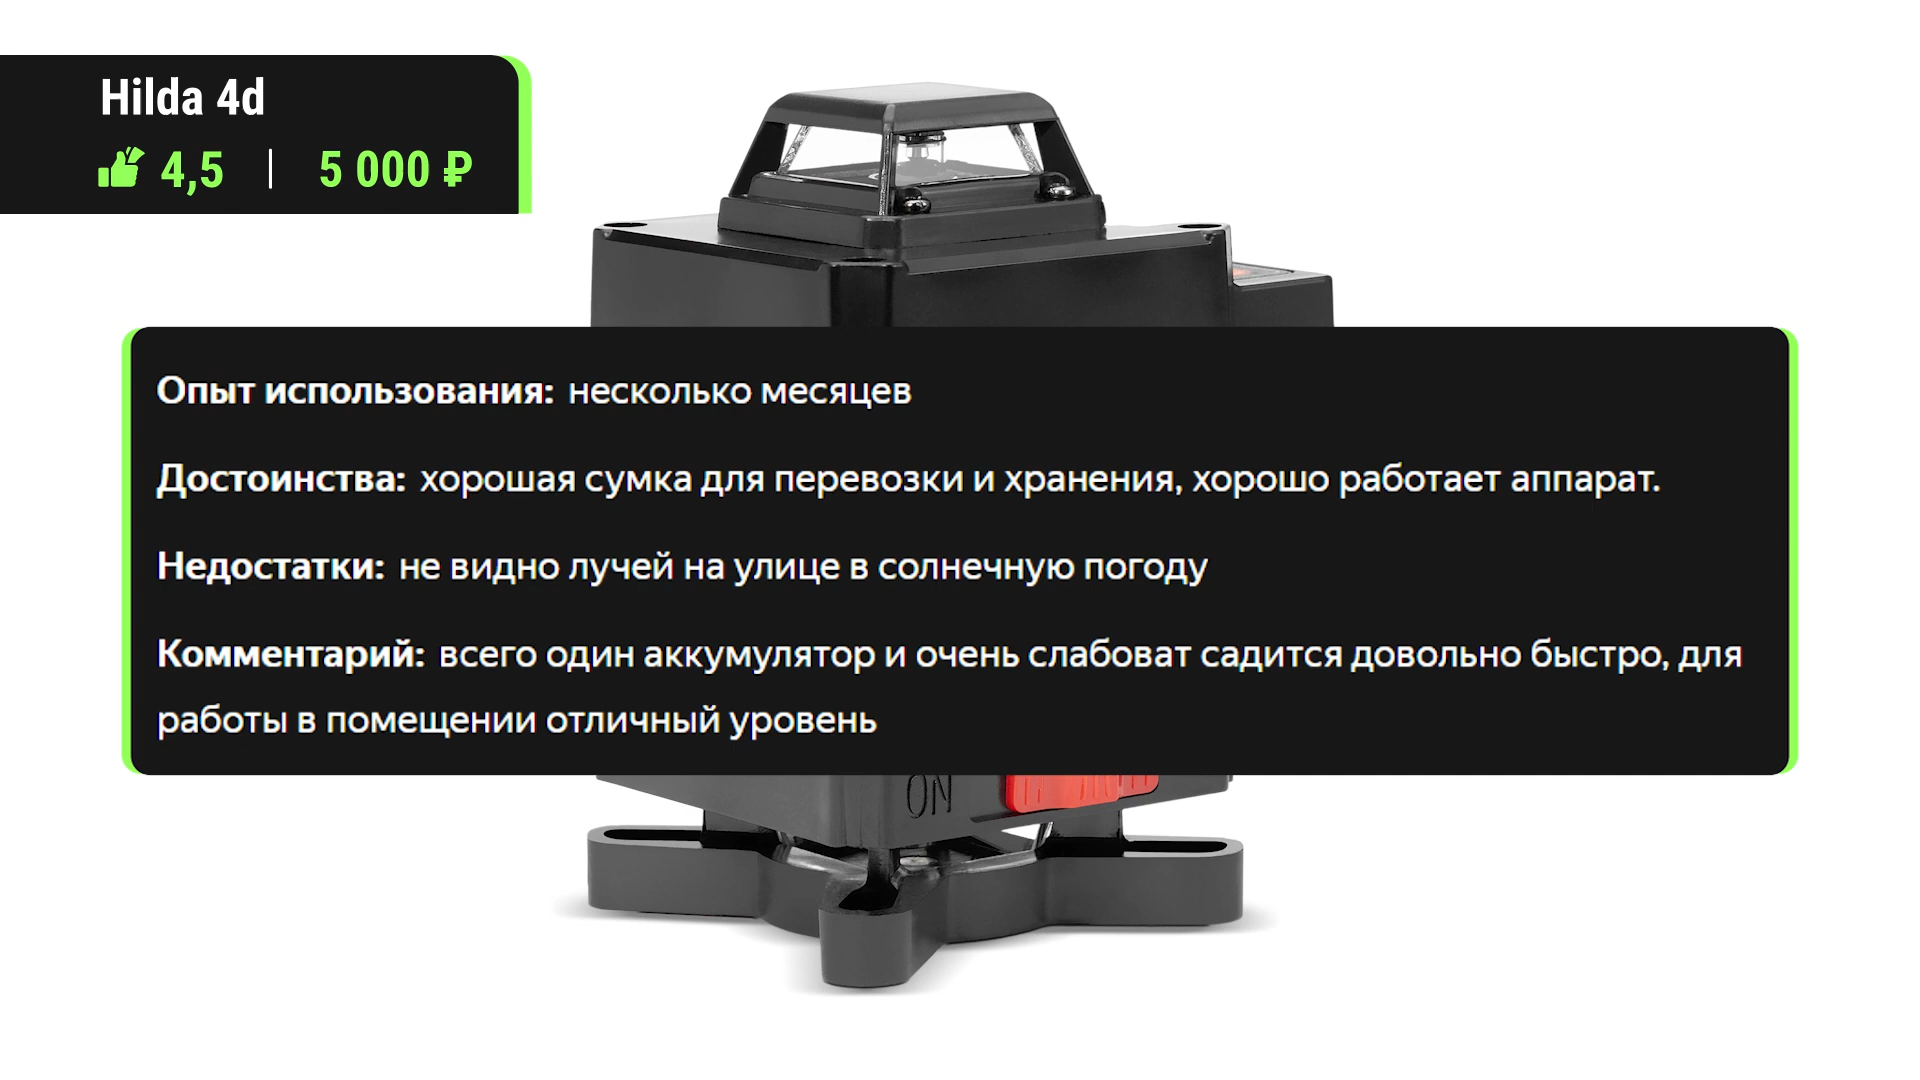 Hilda 4d
4,5 | 5 000 ₽
Опыт использования: несколько месяцев
Достоинства: хорошая сумка для перевозки и хранения, хорошо работает аппарат.
Недостатки: не видно лучей на улице в солнечную погоду
Комментарий: всего один аккумулятор и очень слабоват садится довольно быстро, для
работы в помещении отличный уровень
ON